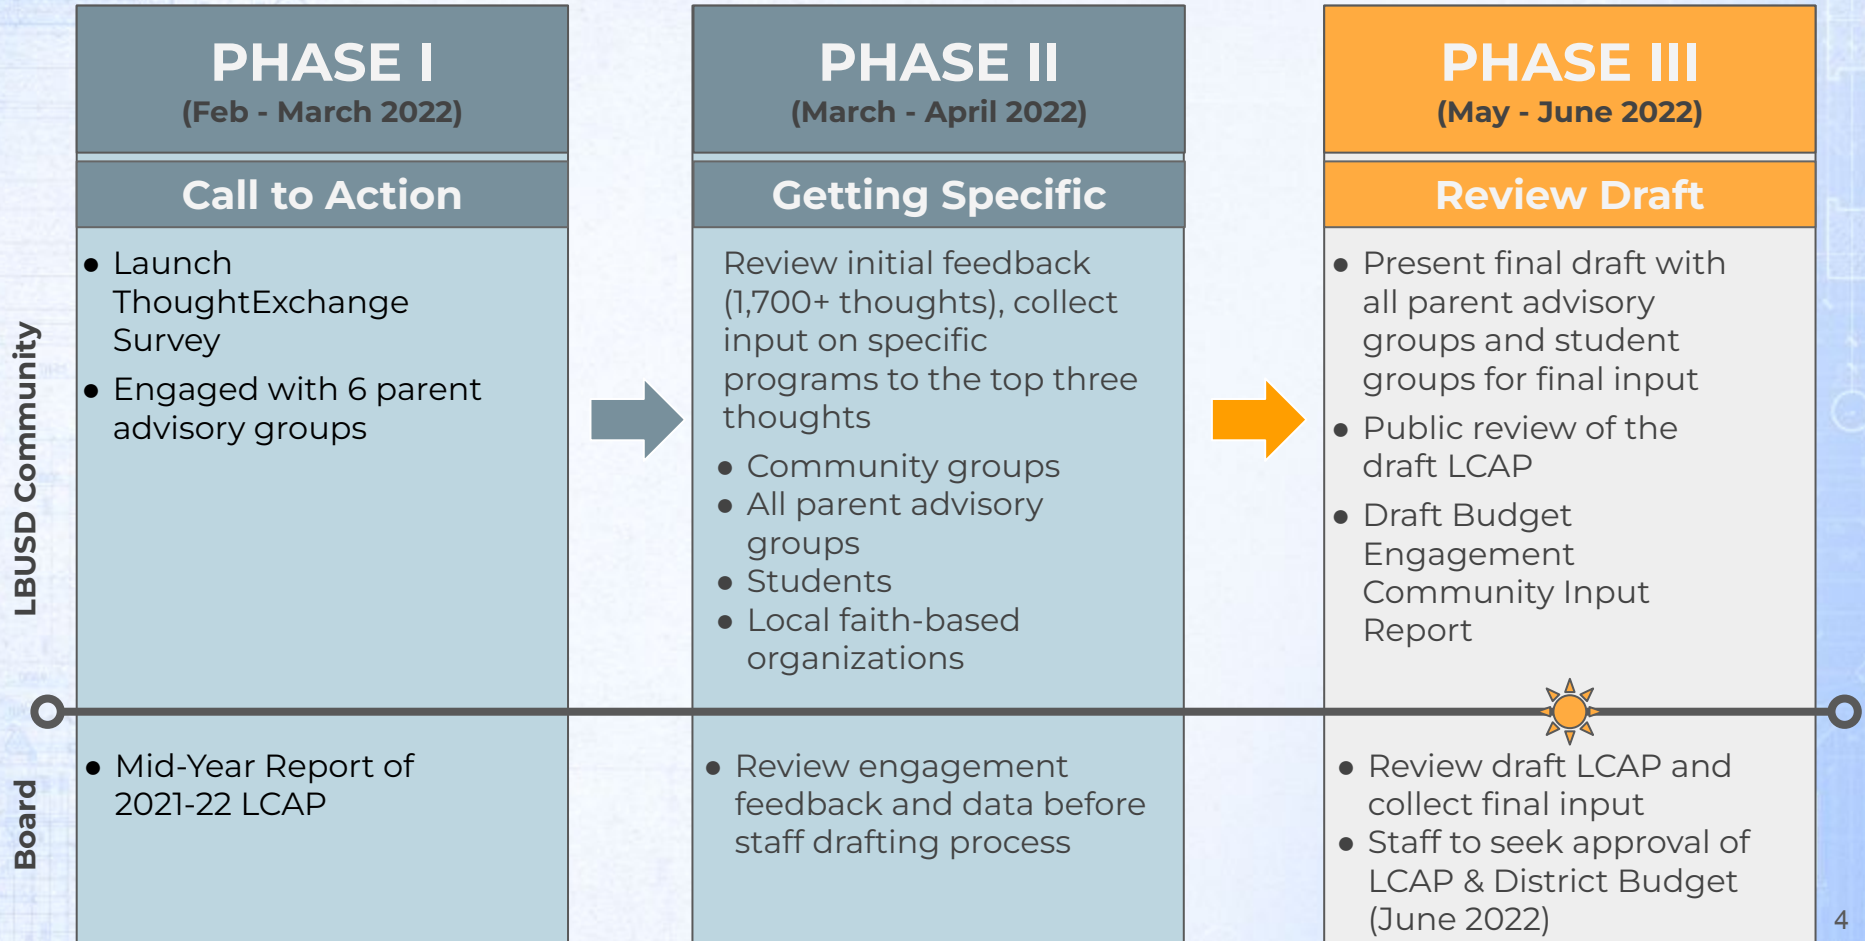 PHASE I
(Feb - March 2022)
Call to Action
● Launch
ThoughtExchange
Survey
● Engaged with 6 parent
advisory groups
PHASE II
(March - April 2022)
Getting Specific
Review initial feedback
(1,700+ thoughts), collect
input on specific
programs to the top three
thoughts
● Community groups
● All parent advisory
groups
● Students
● Local faith-based
organizations
PHASE III
(May - June 2022)
Review Draft
● Present final draft with
all parent advisory
groups and student
groups for final input
● Public review of the
draft LCAP
● Draft Budget
Engagement
Community Input
Report
LBUSD Community
Board
● Mid-Year Report of
2021-22 LCAP
● Review engagement
feedback and data before
staff drafting process
● Review draft LCAP and
collect final input
● Staff to seek approval of
LCAP & District Budget
(June 2022)
4